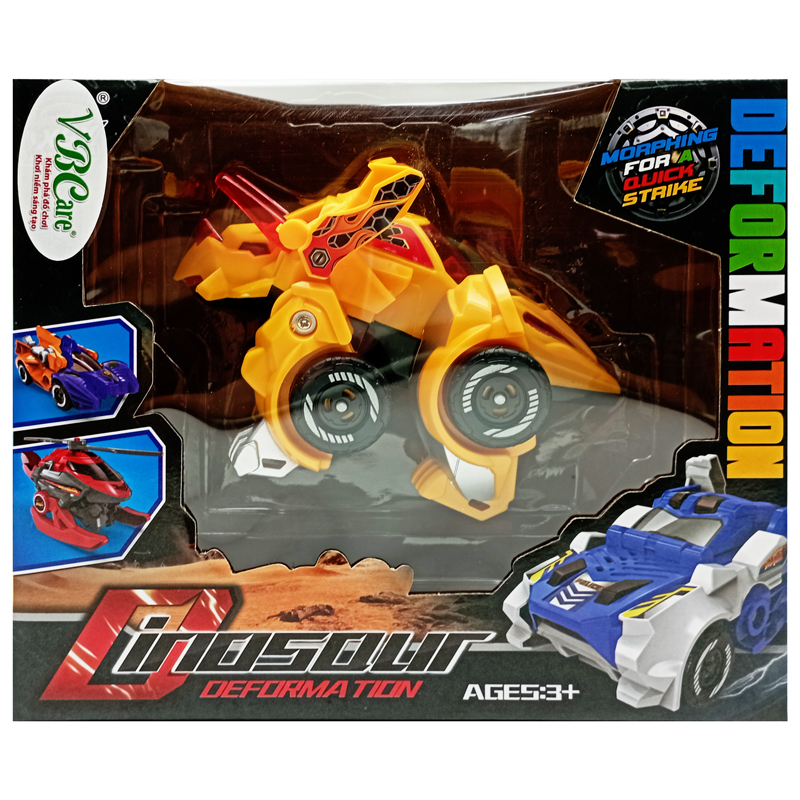 VBCare®
Khám phá đồ chơi
Khơi niềm sáng tạo
®
MORPHING
FOR A
QUICK
STRIKE
DEFORMATION
Dinosaur
DEFORMATION
AGES:3+